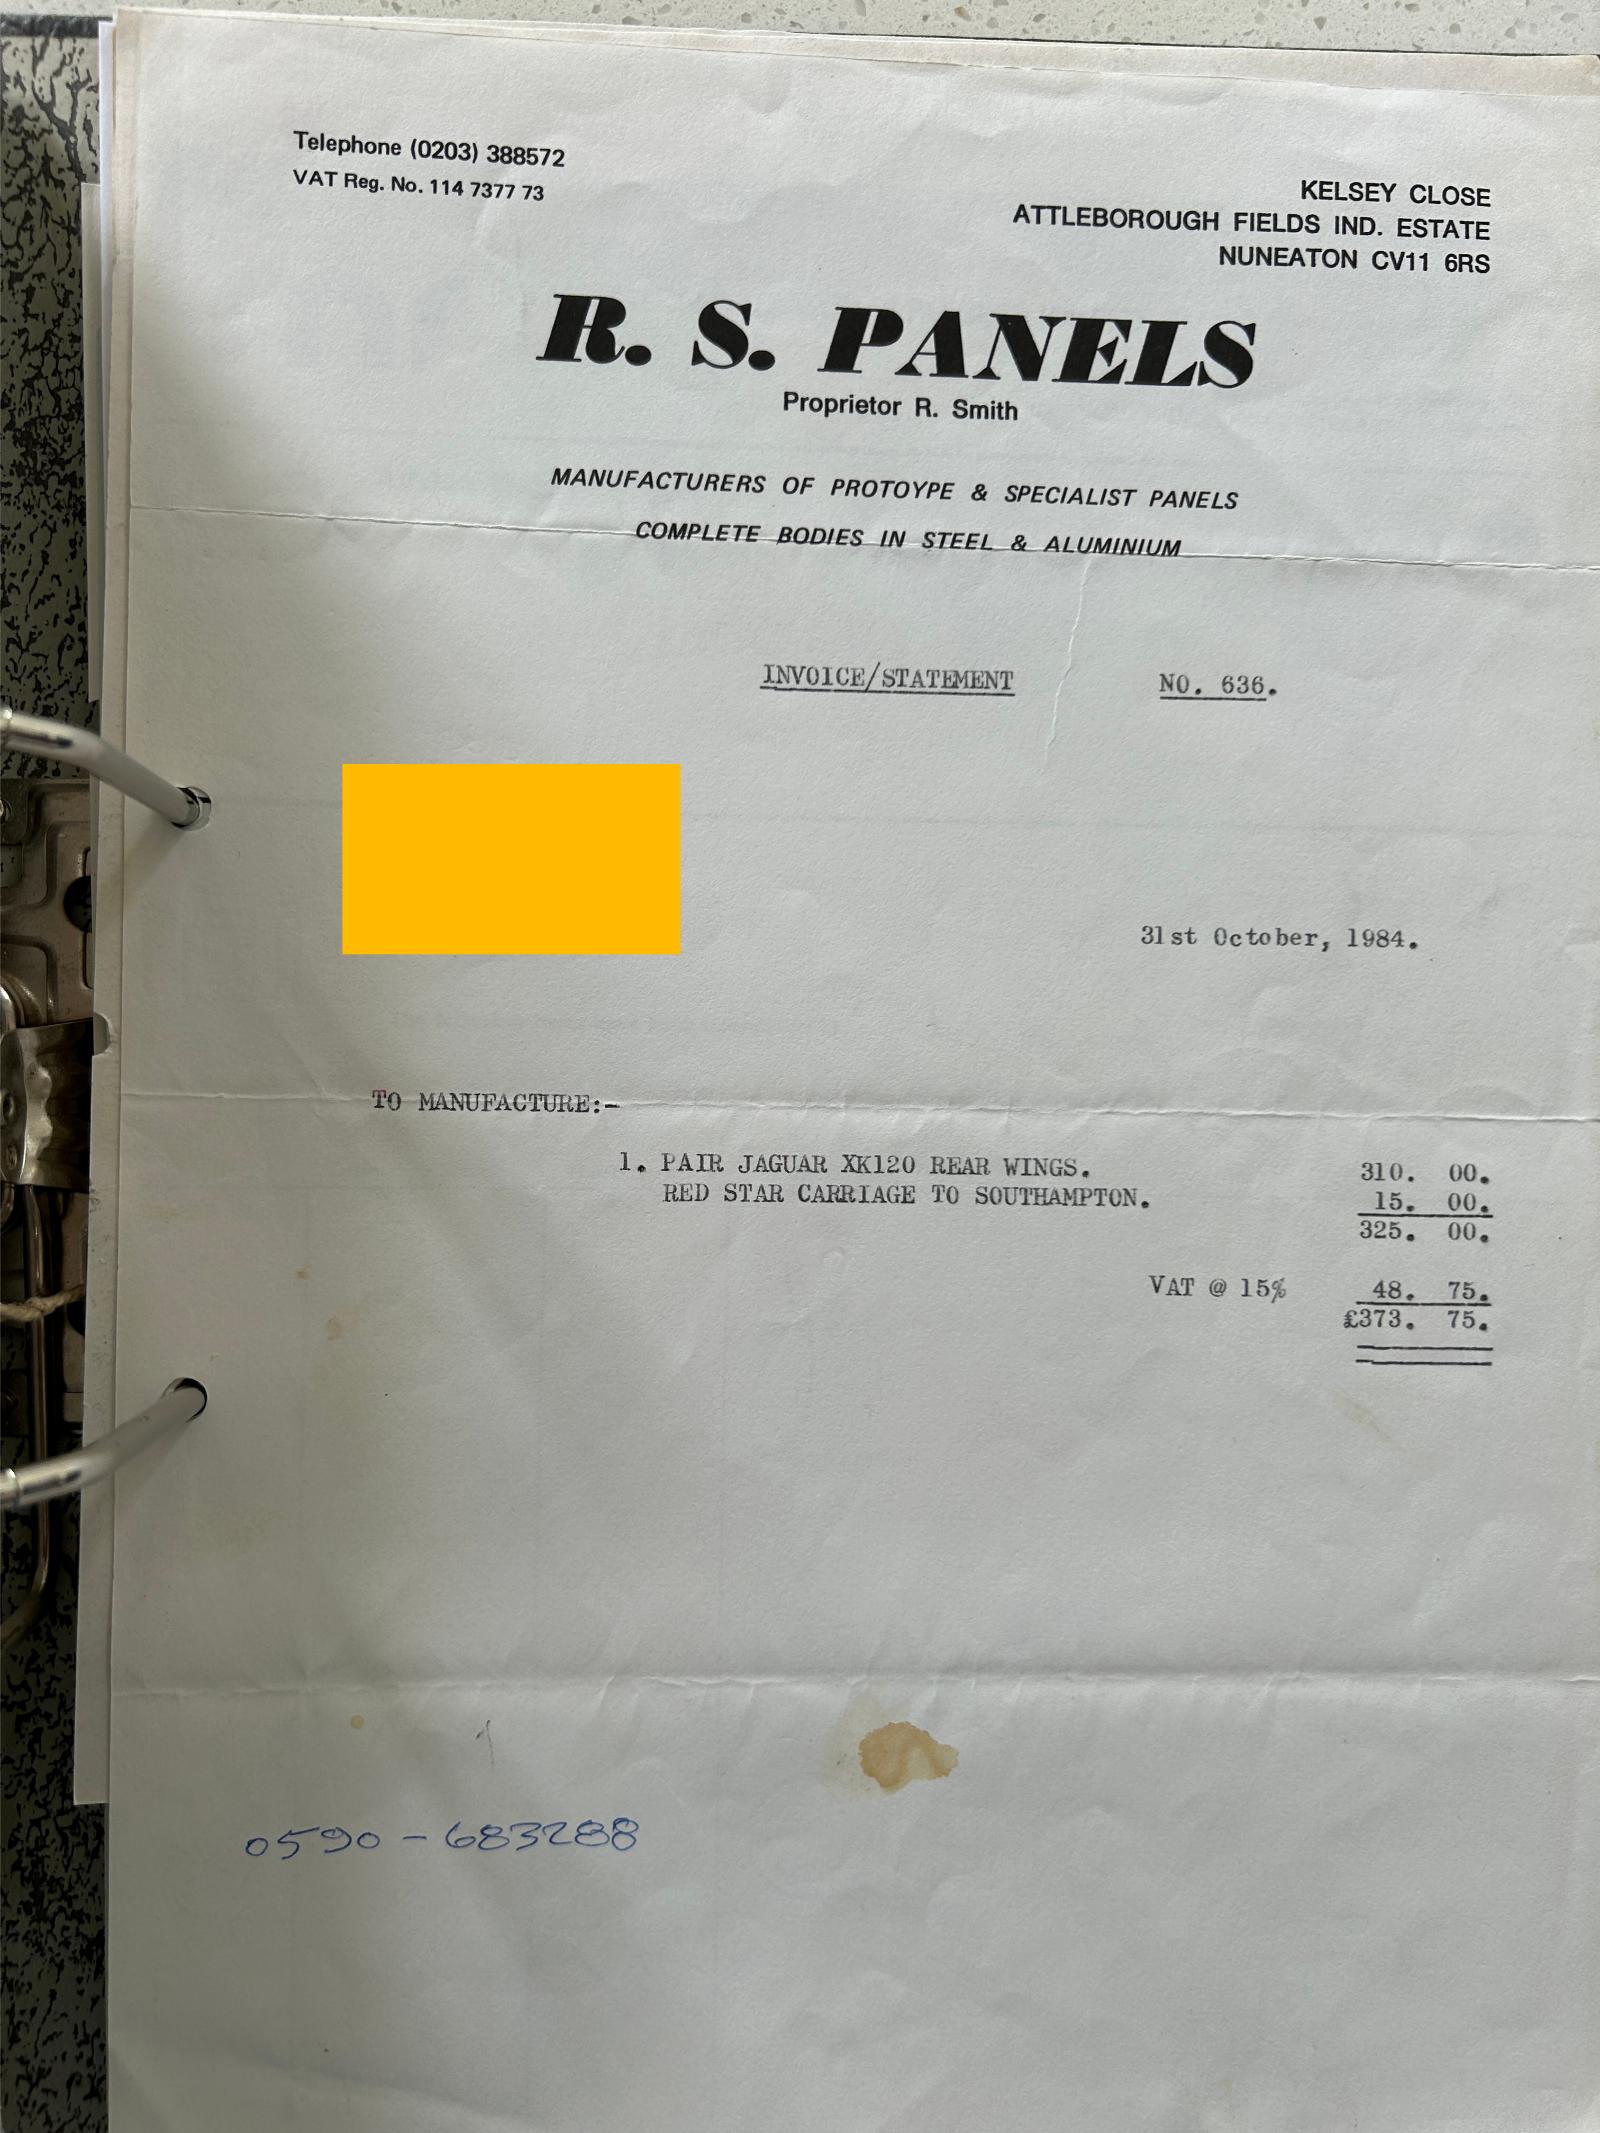 Telephone (0203) 388572
VAT Reg. No. 114 7377 73
KELSEY CLOSE
ATTLEBOROUGH FIELDS IND. ESTATE
NUNEATON CV11 6RS
R. S. PANELS
Proprietor R. Smith
MANUFACTURERS OF PROTOYPE & SPECIALIST PANELS
COMPLETE BODIES IN STEEL & ALUMINIUM
INVOICE/STATEMENT NO. 636.
31st October, 1984.
TO MANUFACTURE:-
1. PAIR JAGUAR XK120 REAR WINGS. 310. 00.
RED STAR CARRIAGE TO SOUTHAMPTON. 15. 00.
325. 00.
VAT @ 15% 48. 75.
£373. 75.
0590 - 683288